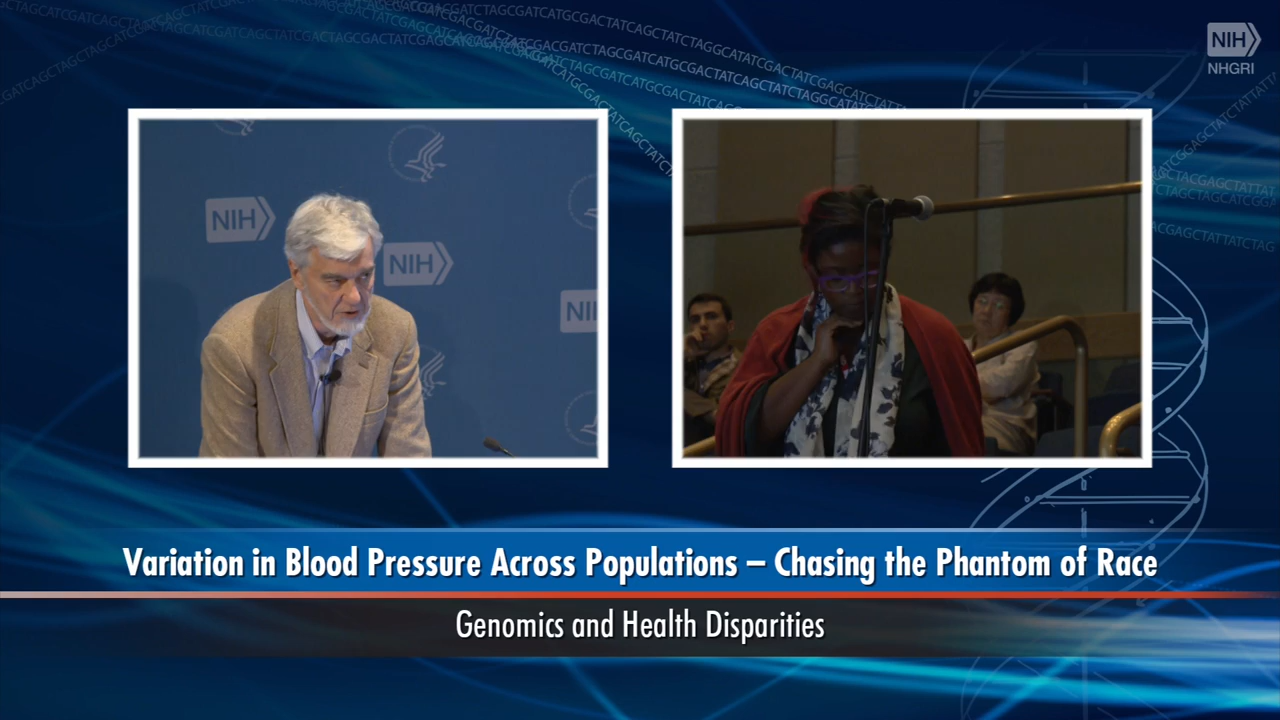 NIH
NHGRI
NIH
NIH
NI
Variation in Blood Pressure Across Populations – Chasing the Phantom of Race
Genomics and Health Disparities